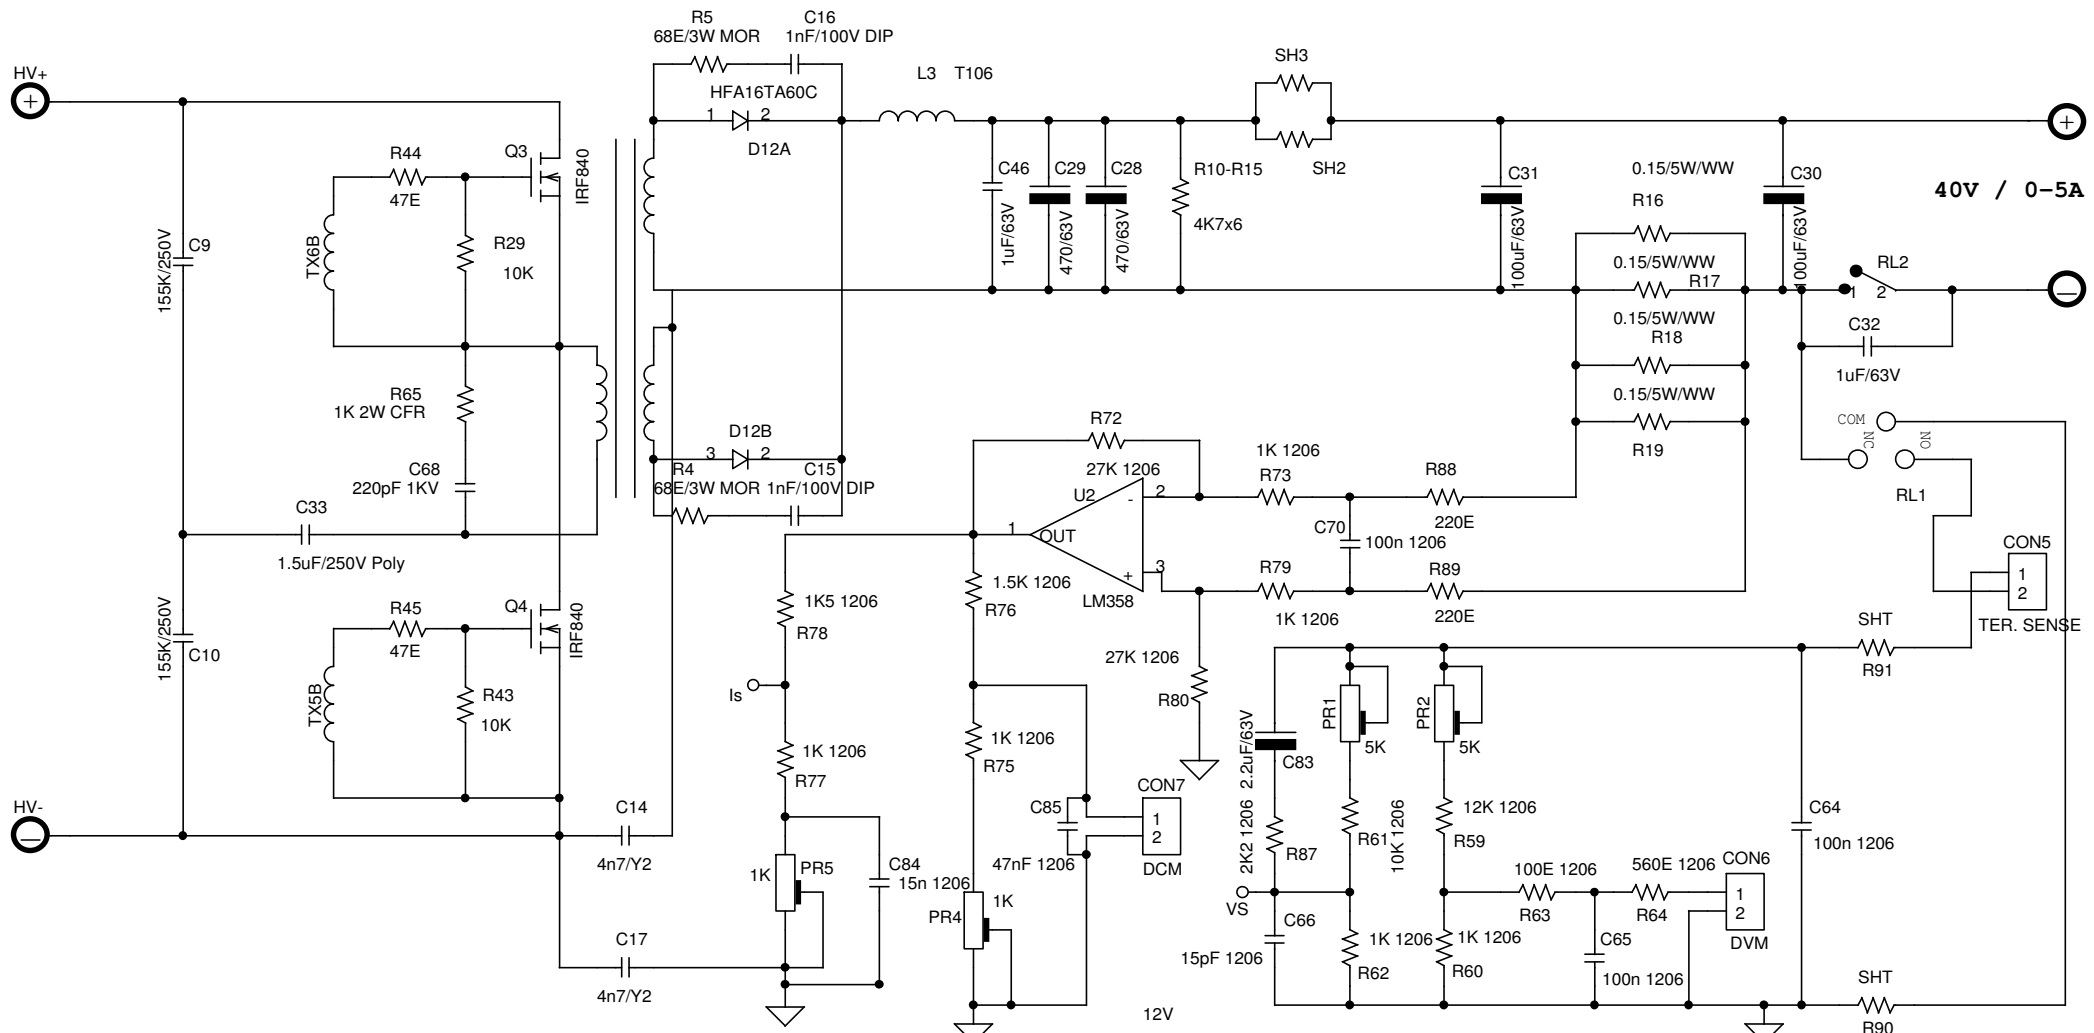 R5
C16
68E/3W MOR
1nF/100V DIP
HV+
+
HFA16TA60C
1
2
D12A
L3 T106
SH3
SH2
+
40V / 0-5A
R44
47E
Q3
IRF840
TX6B
R29
10K
C9
155K/250V
C46
1uF/63V
C29
470/63V
C28
470/63V
R10-R15
4K7x6
C31
100uF/63V
0.15/5W/WW
R16
0.15/5W/WW
R17
0.15/5W/WW
R18
0.15/5W/WW
R19
C30
100uF/63V
RL2
1
2
C32
1uF/63V
R65
1K 2W CFR
C68
220pF 1KV
C33
1.5uF/250V Poly
D12B
3
2
R4
C15
68E/3W MOR
1nF/100V DIP
R72
27K 1206
U2
-
2
1
OUT
+
3
LM358
1K 1206
R73
R88
220E
C70
100n 1206
R79
1K 1206
R89
220E
COM
NC
NO
RL1
CON5
1
2
TER. SENSE
155K/250V
C10
R45
47E
Q4
IRF840
TX5B
R43
10K
1K5 1206
R78
1.5K 1206
R76
27K 1206
R80
SHT
R91
Is
1K 1206
R77
1K 1206
R75
2.2uF/63V
C83
PR1
5K
PR2
5K
HV-
C14
4n7/Y2
C85
47nF 1206
CON7
1
2
DCM
2K2 1206
R87
R61
10K 1206
12K 1206
R59
C64
100n 1206
1K
PR5
C84
15n 1206
1K
PR4
VS
C66
15pF 1206
100E 1206
R63
560E 1206
R64
CON6
1
2
DVM
1K 1206
R62
1K 1206
R60
C65
100n 1206
C17
4n7/Y2
12V
SHT
R90